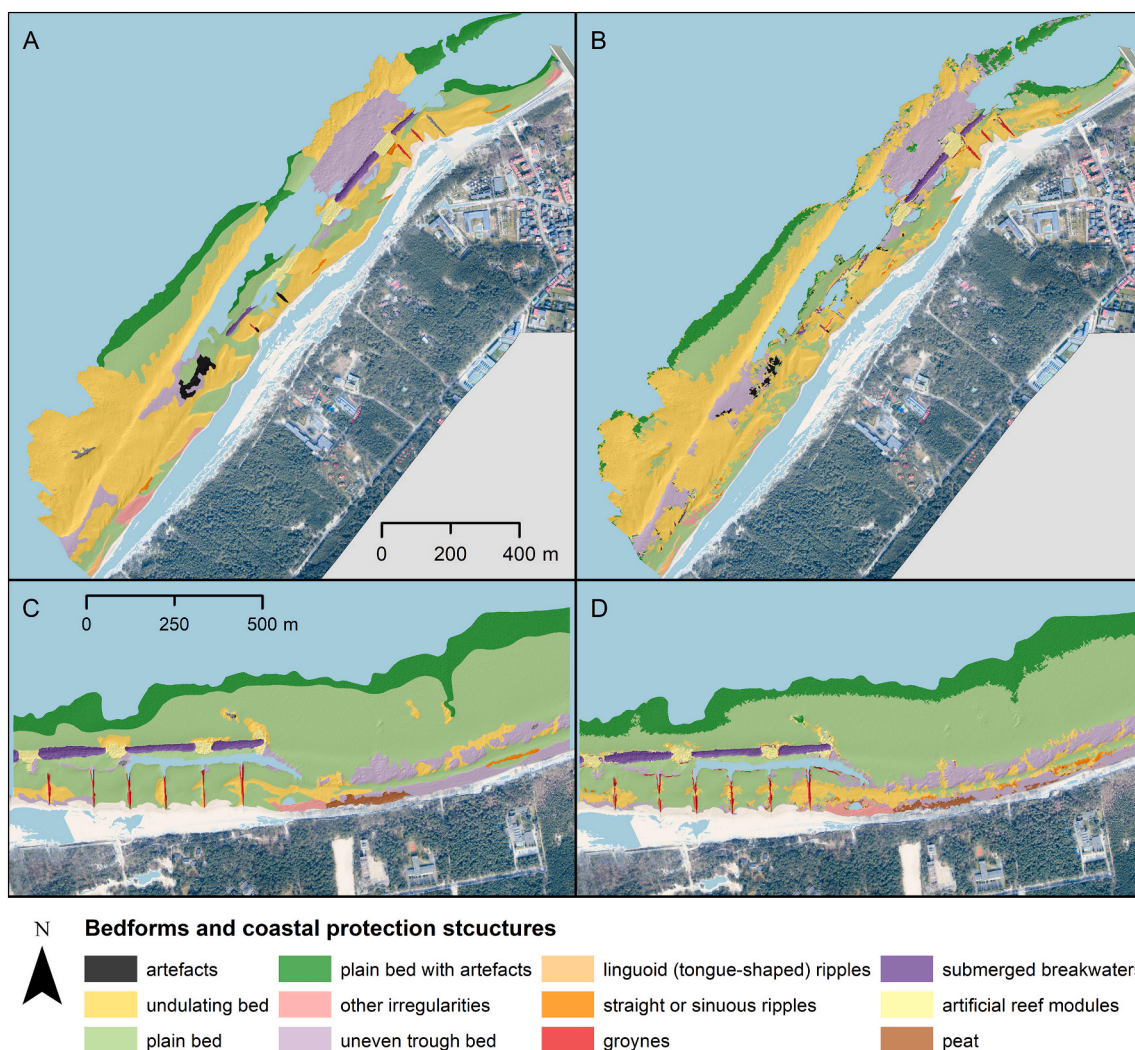 A
B
0 200 400 m
C
0 250 500 m
D
N
Bedforms and coastal protection stcuctures
artefacts
plain bed with artefacts
linguoid (tongue-shaped) ripples
submerged breakwaters
undulating bed
other irregularities
straight or sinuous ripples
artificial reef modules
plain bed
uneven trough bed
groynes
peat